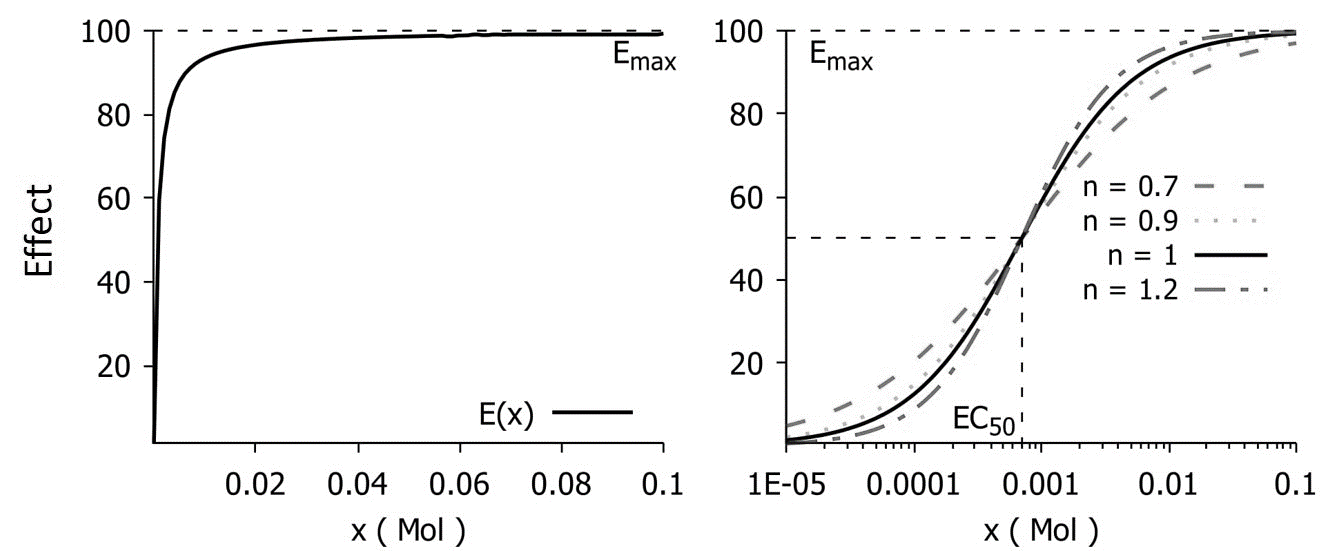 Effect
100
80
60
40
20
E_max
E(x)
0.02 0.04 0.06 0.08 0.1
x ( Mol )
100
80
60
40
20
E_max
n = 0.7
n = 0.9
n = 1
n = 1.2
EC_50
1E-05 0.0001 0.001 0.01 0.1
x ( Mol )